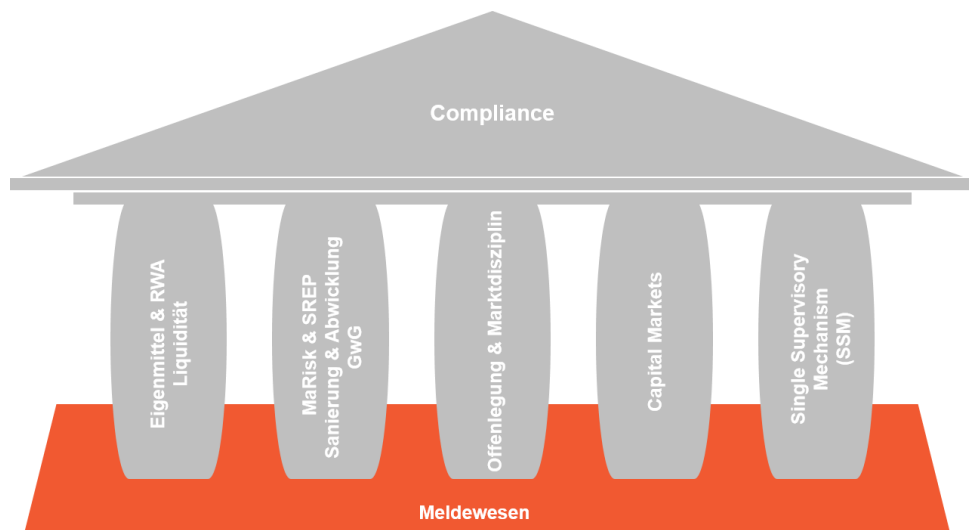 Compliance
Eigenmittel & RWA
Liquidität
MaRisk & SREP
Sanierung & Abwicklung
GwG
Offenlegung & Marktdisziplin
Capital Markets
Single Supervisory
Mechanism
(SSM)
Meldewesen